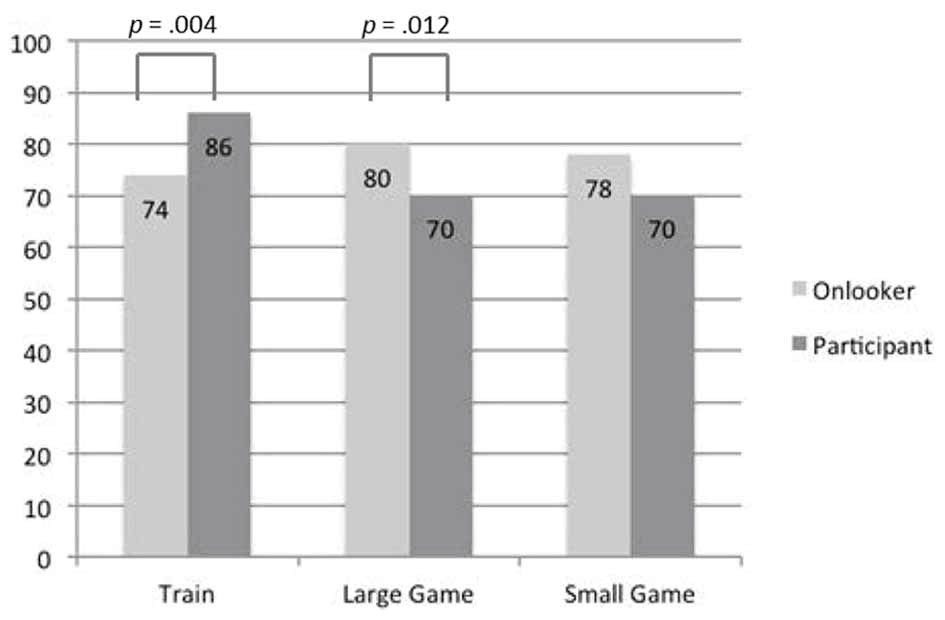 p = .004
p = .012
100
90
80
70
60
50
40
30
20
10
0
74
86
80
70
78
70
Train
Large Game
Small Game
Onlooker
Participant